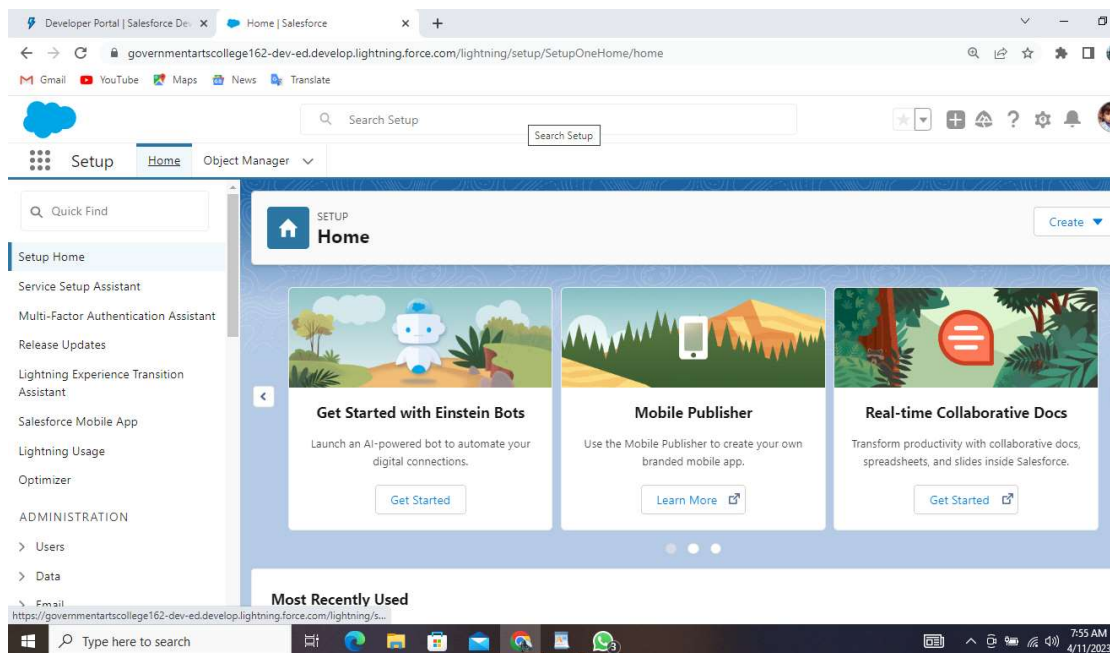 Developer Portal | Salesforce De
Home | Salesforce
governmentartscollege162-dev-ed.develop.lightning.force.com/lightning/setup/SetupOneHome/home
Gmail YouTube Maps News Translate
Search Setup
Search Setup
Setup Home Object Manager
Quick Find
SETUP
Home
Create
Setup Home
Service Setup Assistant
Multi-Factor Authentication Assistant
Release Updates
Lightning Experience Transition
Assistant
Salesforce Mobile App
Lightning Usage
Optimizer
ADMINISTRATION
Users
Data
Email
Get Started with Einstein Bots
Launch an AI-powered bot to automate your
digital connections.
Get Started
Mobile Publisher
Use the Mobile Publisher to create your own
branded mobile app.
Learn More
Real-time Collaborative Docs
Transform productivity with collaborative docs,
spreadsheets, and slides inside Salesforce.
Get Started
Most Recently Used
https://governmentartscollege162-dev-ed.develop.lightning.force.com/lightning/s...
Type here to search
3
7:55 AM
4/11/2023